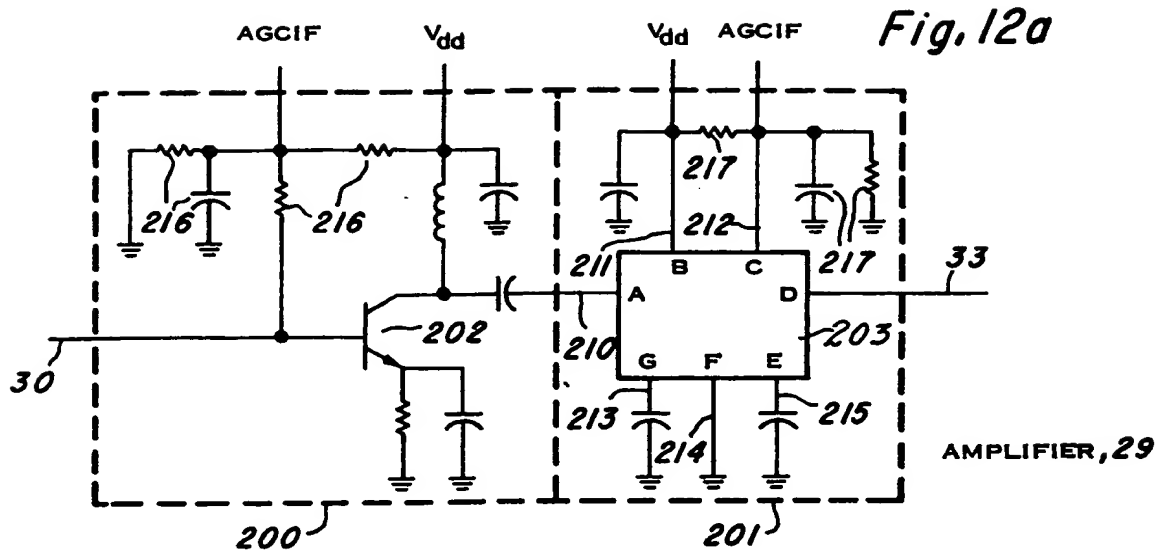 Fig. 12a
AGCIF
Vdd
Vdd
AGCIF
216
216
217
211
212
217
33
B
C
A
D
202
203
210
30
G
F
E
213
214
215
AMPLIFIER, 29
200
201